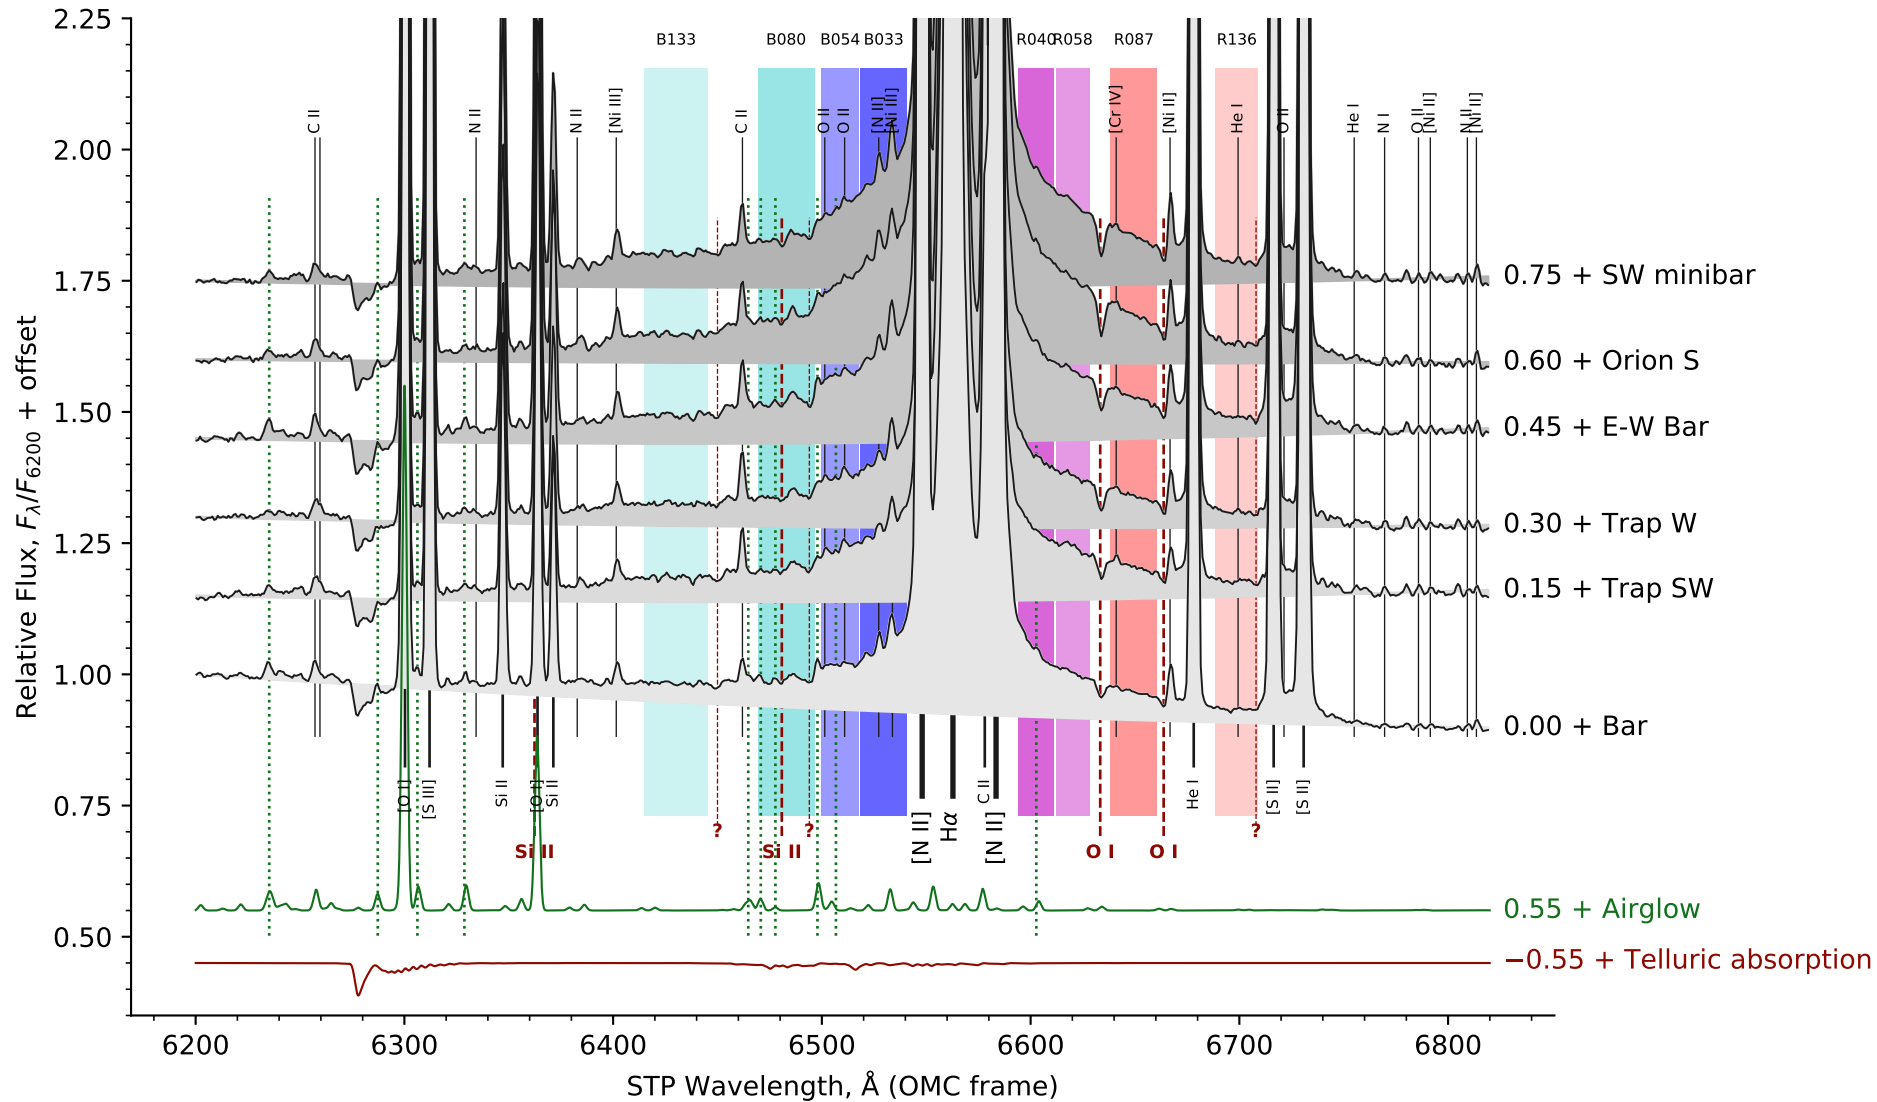 2.25
2.00
1.75
1.50
1.25
1.00
0.75
0.50
Relative Flux, Fλ/F6200 + offset
B133
B080
B054
B033
R040
R058
R087
R136
C II
N II
N II
[Ni III]
C II
O II
O II
[N II]
[Ni III]
[Cr IV]
[Ni II]
He I
O II
He I
N I
O II
[Ni II]
N II
[Ni II]
0.75 + SW minibar
0.60 + Orion S
0.45 + E-W Bar
0.30 + Trap W
0.15 + Trap SW
0.00 + Bar
[O I]
[S III]
Si II
[O I]
Si II
[N II]
Hα
C II
[N II]
He I
[S II]
[S II]
?
?
?
Si II
Si II
O I
O I
0.55 + Airglow
−0.55 + Telluric absorption
6200
6300
6400
6500
6600
6700
6800
STP Wavelength, Å (OMC frame)